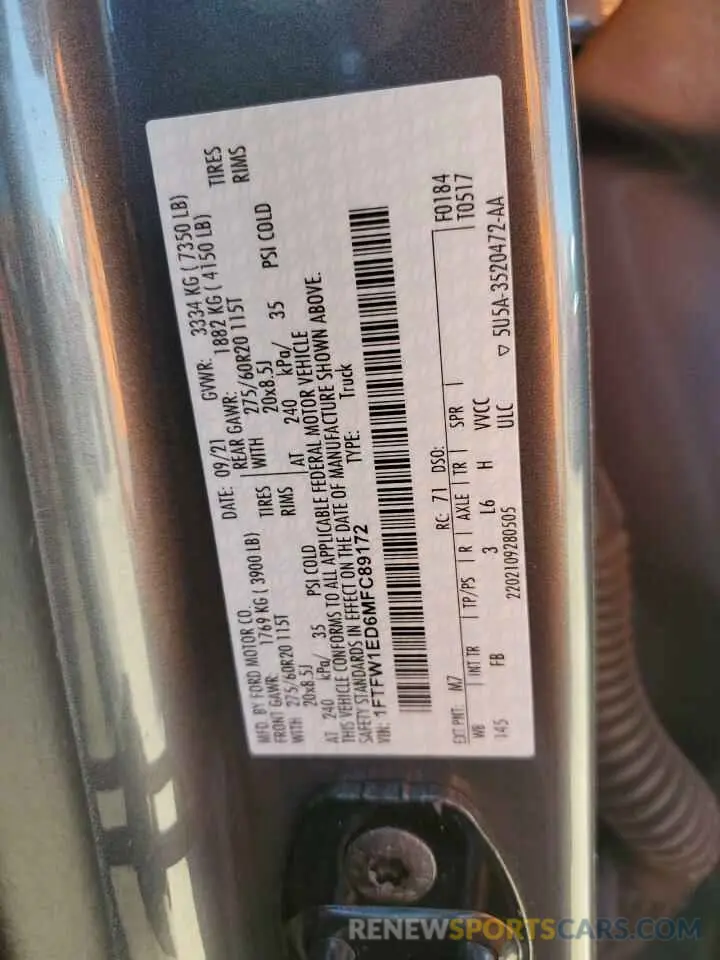 MFD. BY FORD MOTOR CO. DATE: 09/21 GVWR: 3334 KG ( 7350 LB)
FRONT GAWR: 1769 KG ( 3900 LB) REAR GAWR: 1882 KG ( 4150 LB)
WITH 275/60R20 115T TIRES WITH 275/60R20 115T TIRES
20x8.5J RIMS 20x8.5J RIMS
AT 240 kPa/ 35 PSI COLD AT 240 kPa/ 35 PSI COLD
THIS VEHICLE CONFORMS TO ALL APPLICABLE FEDERAL MOTOR VEHICLE
SAFETY STANDARDS IN EFFECT ON THE DATE OF MANUFACTURE SHOWN ABOVE.
VIN: 1FTFW1ED6MFC89172 TYPE: Truck
F0184
T0517
EXT PNT: M7 RC: 71 DSO:
WB INT TR TP/PS R AXLE TR SPR
145 FB 3 L6 H VVCC
2202109280505 ULC ▽ 5U5A-3520472-AA
RENEWSPORTSCARS.COM